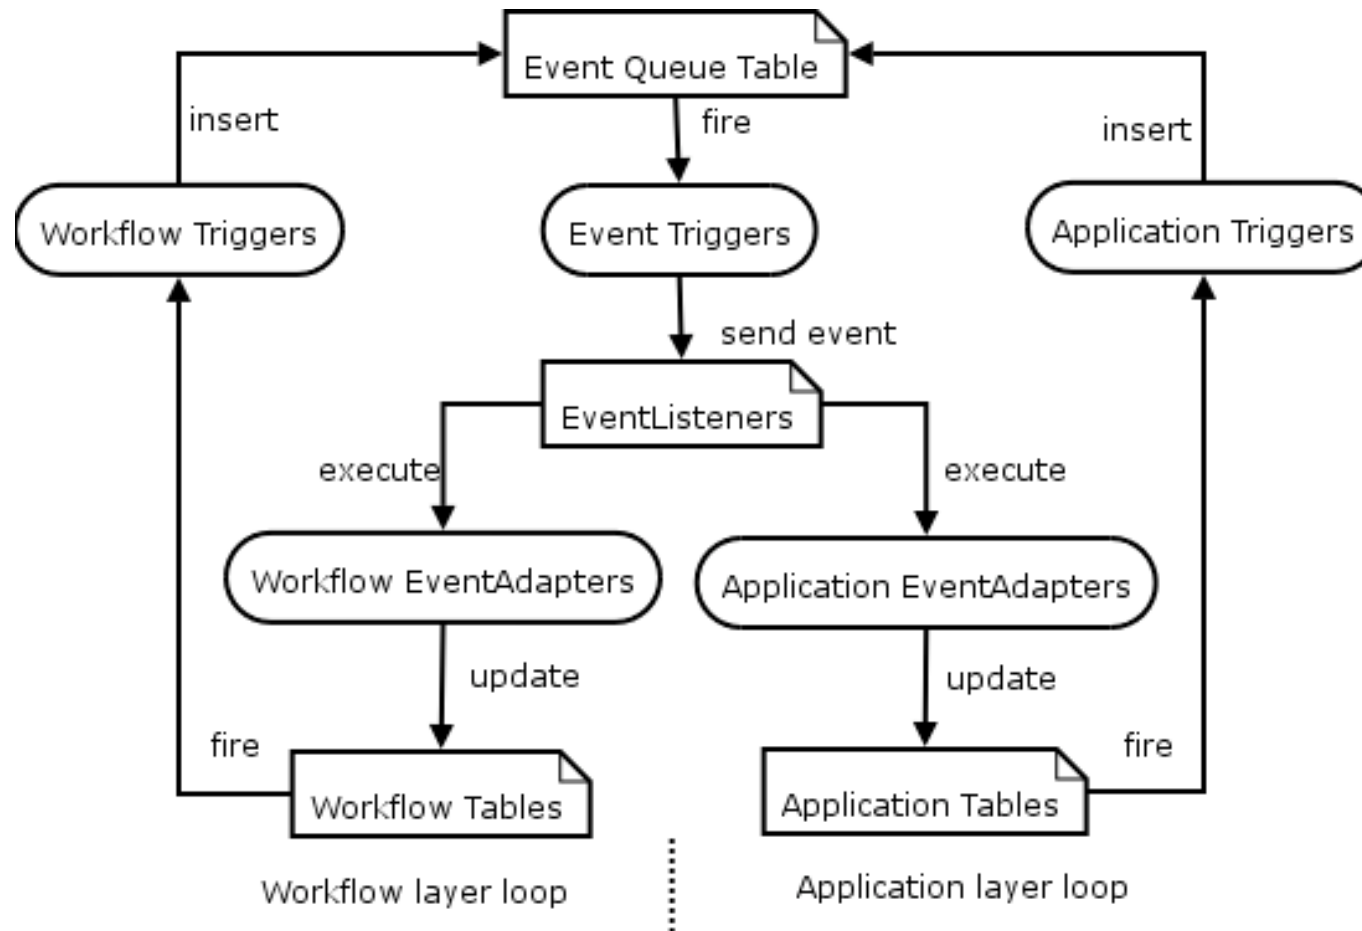 Event Queue Table
insert
fire
insert
Workflow Triggers
Event Triggers
Application Triggers
send event
EventListeners
execute
execute
Workflow EventAdapters
Application EventAdapters
update
update
fire
fire
Workflow Tables
Application Tables
Workflow layer loop
Application layer loop